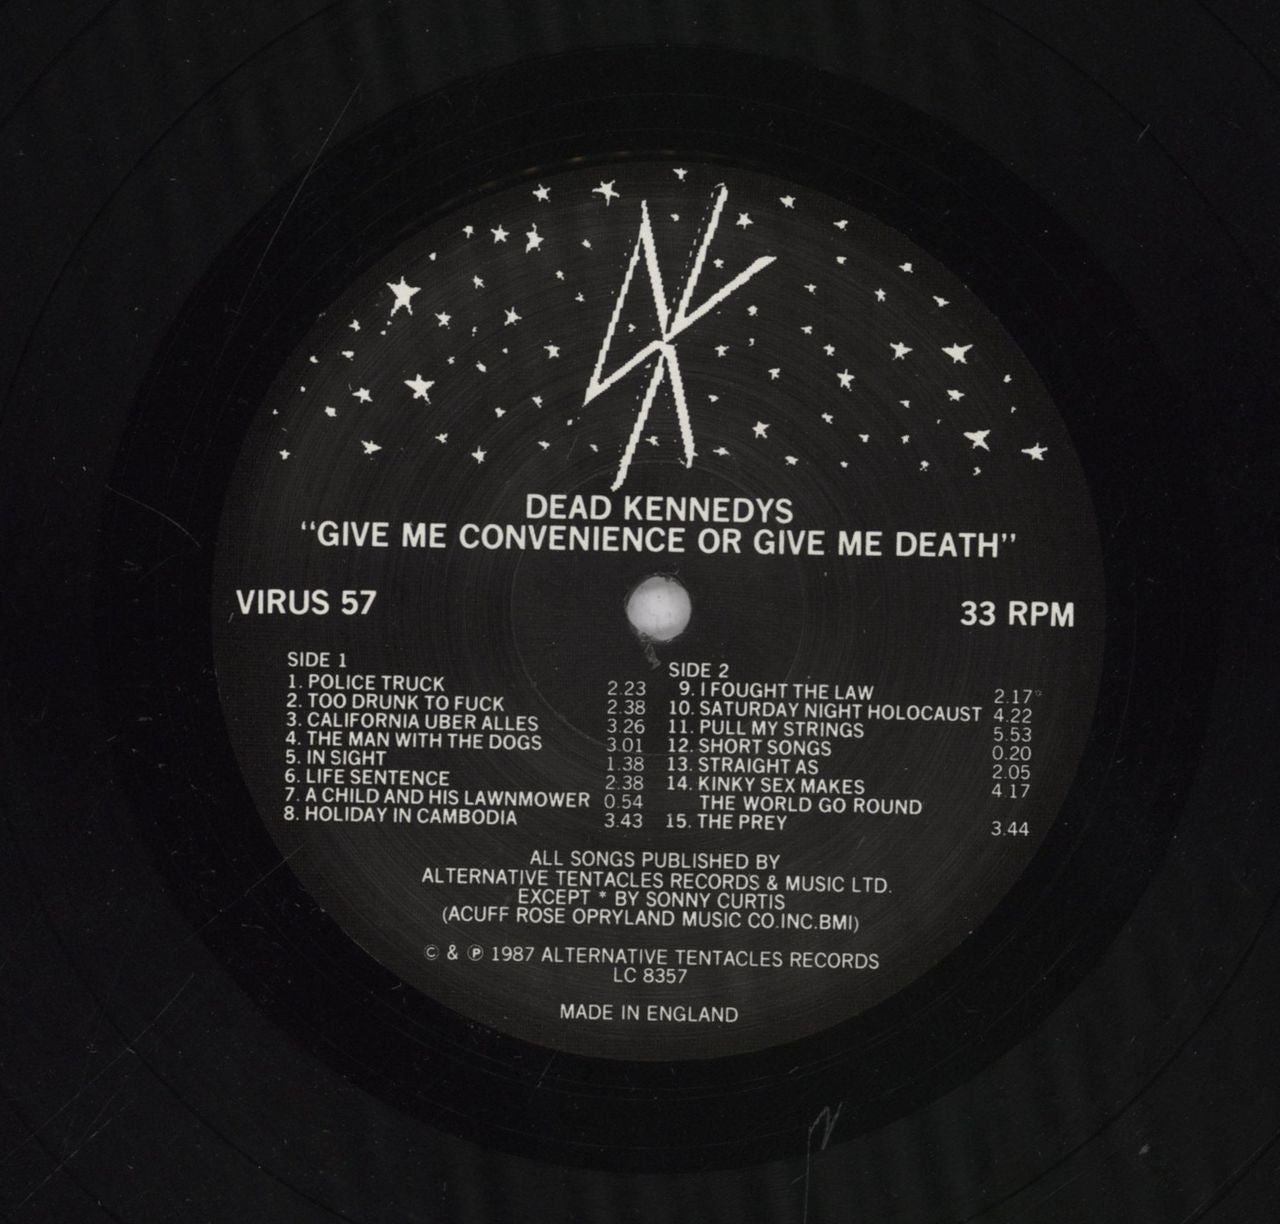 DEAD KENNEDYS
"GIVE ME CONVENIENCE OR GIVE ME DEATH"
VIRUS 57
33 RPM
SIDE 1
1. POLICE TRUCK 2.23
2. TOO DRUNK TO FUCK 2.38
3. CALIFORNIA UBER ALLES 3.26
4. THE MAN WITH THE DOGS 3.01
5. IN SIGHT 1.38
6. LIFE SENTENCE 2.38
7. A CHILD AND HIS LAWNMOWER 0.54
8. HOLIDAY IN CAMBODIA 3.43
SIDE 2
9. I FOUGHT THE LAW 2.17*
10. SATURDAY NIGHT HOLOCAUST 4.22
11. PULL MY STRINGS 5.53
12. SHORT SONGS 0.20
13. STRAIGHT AS 2.05
14. KINKY SEX MAKES 4.17
THE WORLD GO ROUND
15. THE PREY 3.44
ALL SONGS PUBLISHED BY
ALTERNATIVE TENTACLES RECORDS & MUSIC LTD.
EXCEPT * BY SONNY CURTIS
(ACUFF ROSE OPRYLAND MUSIC CO.INC.BMI)
© & ℗ 1987 ALTERNATIVE TENTACLES RECORDS
LC 8357
MADE IN ENGLAND